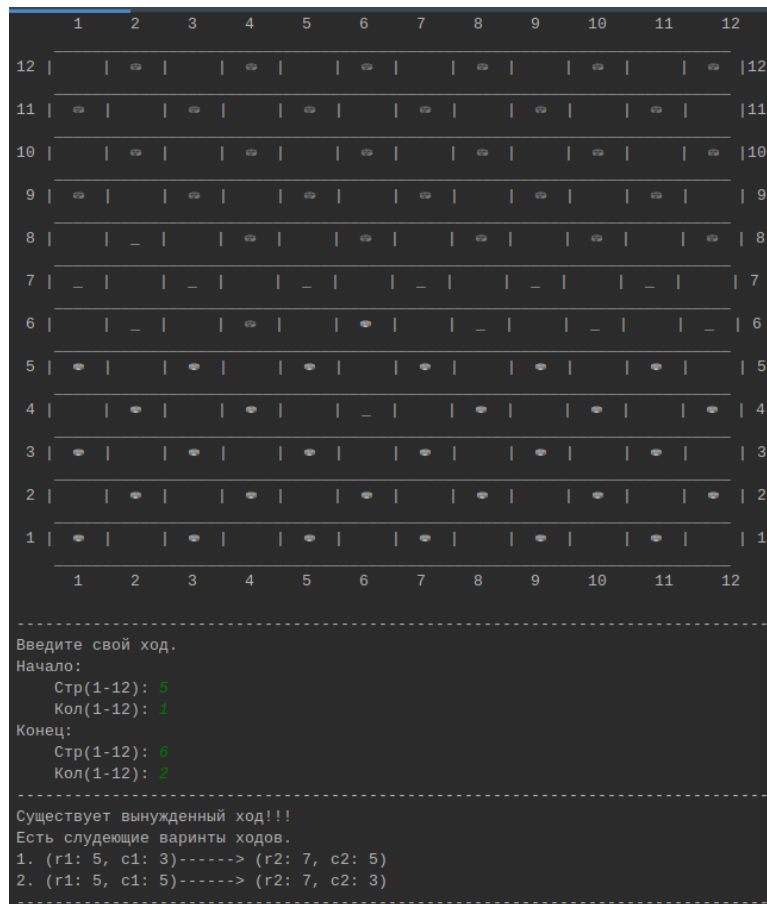 1 2 3 4 5 6 7 8 9 10 11 12
12 | | ⛂ | | ⛂ | | ⛂ | | ⛂ | | ⛂ | | ⛂ |12
11 | ⛂ | | ⛂ | | ⛂ | | ⛂ | | ⛂ | | ⛂ | |11
10 | | ⛂ | | ⛂ | | ⛂ | | ⛂ | | ⛂ | | ⛂ |10
9 | ⛂ | | ⛂ | | ⛂ | | ⛂ | | ⛂ | | ⛂ | | 9
8 | | _ | | ⛂ | | ⛂ | | ⛂ | | ⛂ | | ⛂ | 8
7 | _ | | _ | | _ | | _ | | _ | | _ | | 7
6 | | _ | | ⛂ | | ⛀ | | _ | | _ | | _ | 6
5 | ⛀ | | ⛀ | | ⛀ | | ⛀ | | ⛀ | | ⛀ | | 5
4 | | ⛀ | | ⛀ | | _ | | ⛀ | | ⛀ | | ⛀ | 4
3 | ⛀ | | ⛀ | | ⛀ | | ⛀ | | ⛀ | | ⛀ | | 3
2 | | ⛀ | | ⛀ | | ⛀ | | ⛀ | | ⛀ | | ⛀ | 2
1 | ⛀ | | ⛀ | | ⛀ | | ⛀ | | ⛀ | | ⛀ | | 1
1 2 3 4 5 6 7 8 9 10 11 12
Введите свой ход.
Начало:
Стр(1-12): 5
Кол(1-12): 1
Конец:
Стр(1-12): 6
Кол(1-12): 2
Существует вынужденный ход!!!
Есть слудеющие варинты ходов.
1. (r1: 5, c1: 3)------> (r2: 7, c2: 5)
2. (r1: 5, c1: 5)------> (r2: 7, c2: 3)